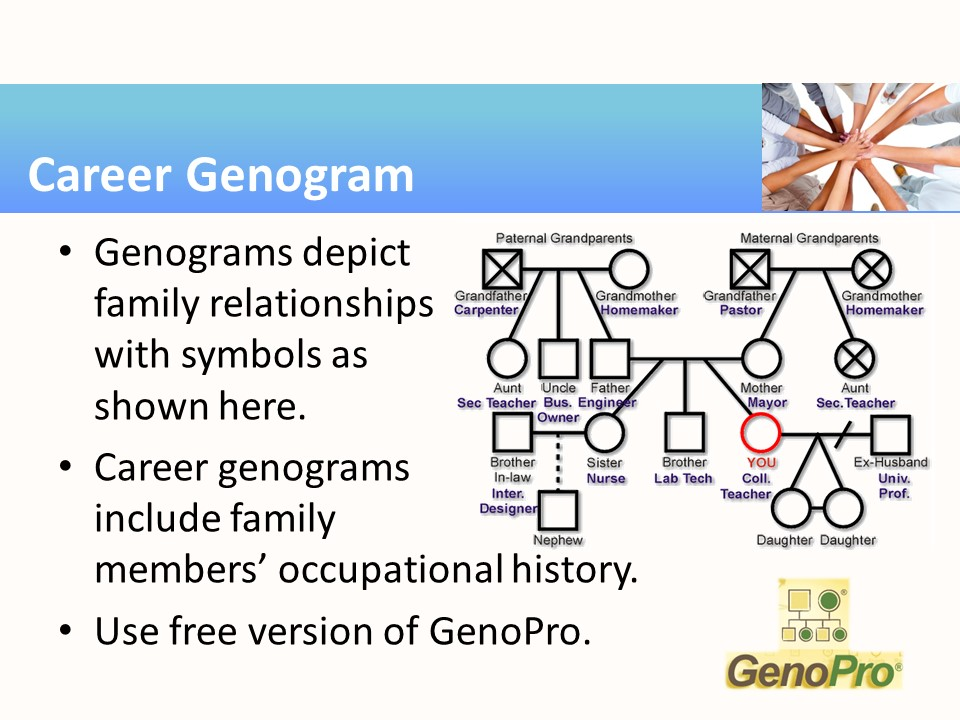 Career Genogram
• Genograms depict
family relationships
with symbols as
shown here.
• Career genograms
include family
members’ occupational history.
• Use free version of GenoPro.
Paternal Grandparents Maternal Grandparents
Grandfather Grandmother Grandfather Grandmother
Carpenter Homemaker Pastor Homemaker
Aunt Uncle Father Mother Aunt
Sec Teacher Bus. Engineer Mayor Sec.Teacher
Owner
Brother Sister Brother YOU Ex-Husband
In-law Nurse Lab Tech Coll. Univ.
Inter. Teacher Prof.
Designer
Nephew Daughter Daughter
GenoPro®